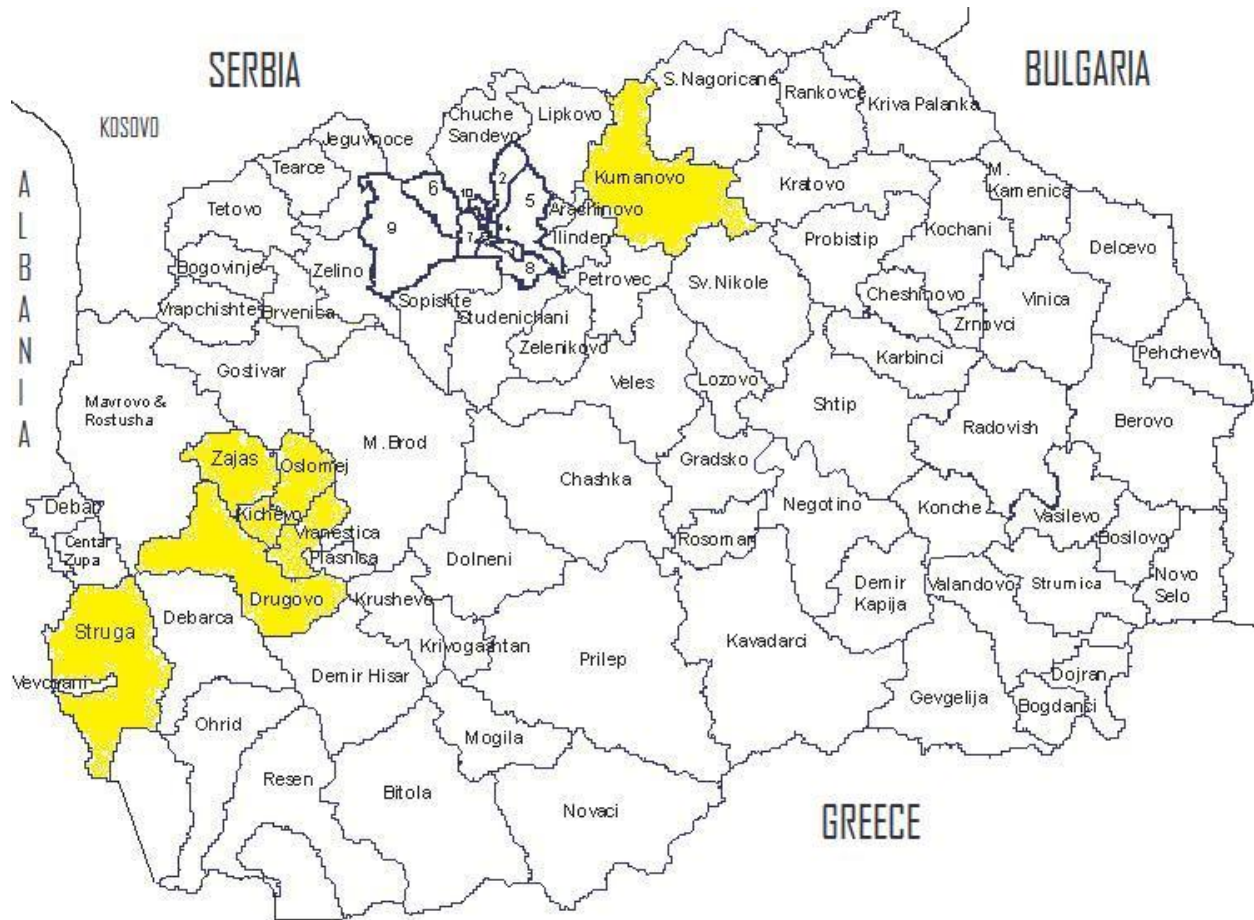 SERBIA
BULGARIA
KOSOVO
ALBANIA
GREECE
S. Nagoricane
Rankovce
Kriva Palanka
Chuche
Sandevo
Lipkovo
Jeguvnoce
Tearce
Tetovo
Kumanovo
Kratovo
M.
Kamenica
Kochani
Delcevo
Probistip
Arachinovo
Ilinden
Petrovec
10
2
6
5
9
7
4
1
8
Bogovinje
Zelino
Vrapchishte
Brvenica
Sopishte
Studenichani
Zelenikovo
Sv. Nikole
Cheshinovo
Zrnovci
Vinica
Karbinci
Pehchevo
Gostivar
Veles
Lozovo
Shtip
Radovish
Berovo
Mavrovo &
Rostusha
M. Brod
Zajas
Oslomej
Chashka
Gradsko
Negotino
Konche
Vasilevo
Debar
Kichevo
Vranestica
Plasnica
Centar
Zupa
Dolneni
Rosoman
Bosilovo
Demir
Kapija
Valandovo
Strumica
Novo
Selo
Drugovo
Krushevo
Struga
Debarca
Krivogashtan
Prilep
Kavadarci
Vevcani
Demir Hisar
Gevgelija
Dojran
Bogdanci
Ohrid
Mogila
Resen
Bitola
Novaci